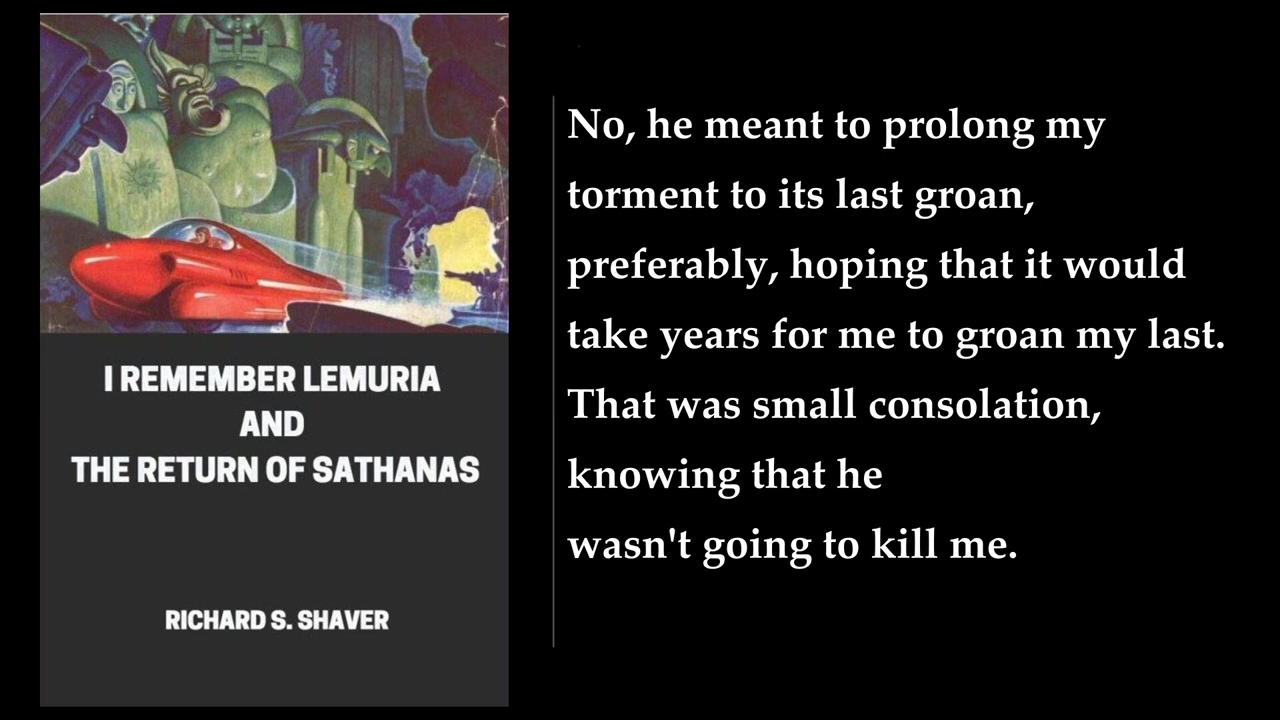 I REMEMBER LEMURIA
AND
THE RETURN OF SATHANAS
RICHARD S. SHAVER
No, he meant to prolong my
torment to its last groan,
preferably, hoping that it would
take years for me to groan my last.
That was small consolation,
knowing that he
wasn't going to kill me.